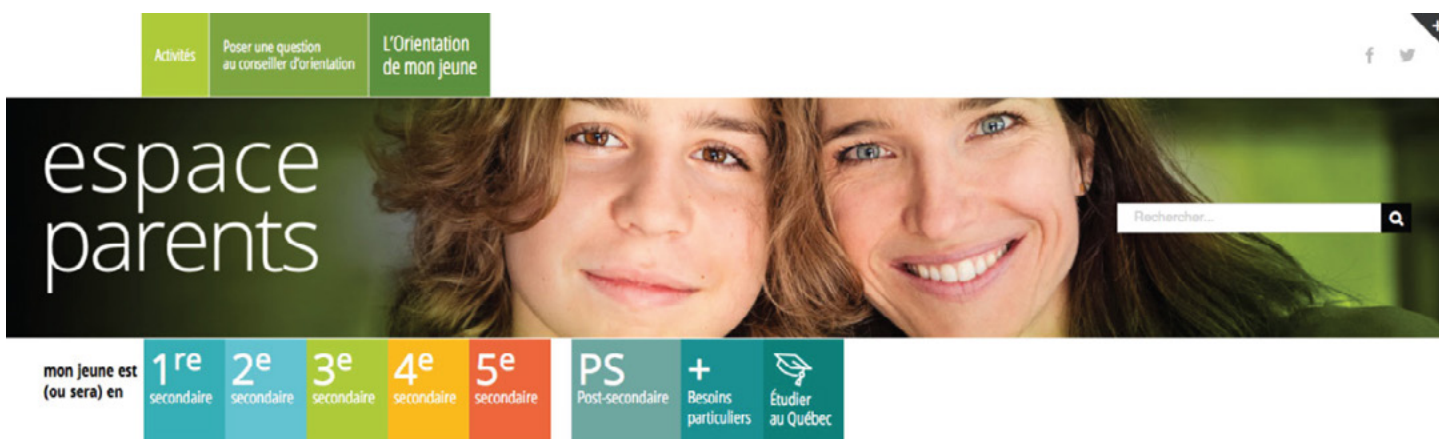 Activités
Poser une question
au conseiller d'orientation
L'Orientation
de mon jeune
espace
parents
Rechercher...
mon jeune est
(ou sera) en
1re
secondaire
2e
secondaire
3e
secondaire
4e
secondaire
5e
secondaire
PS
Post-secondaire
+
Besoins
particuliers
Étudier
au Québec